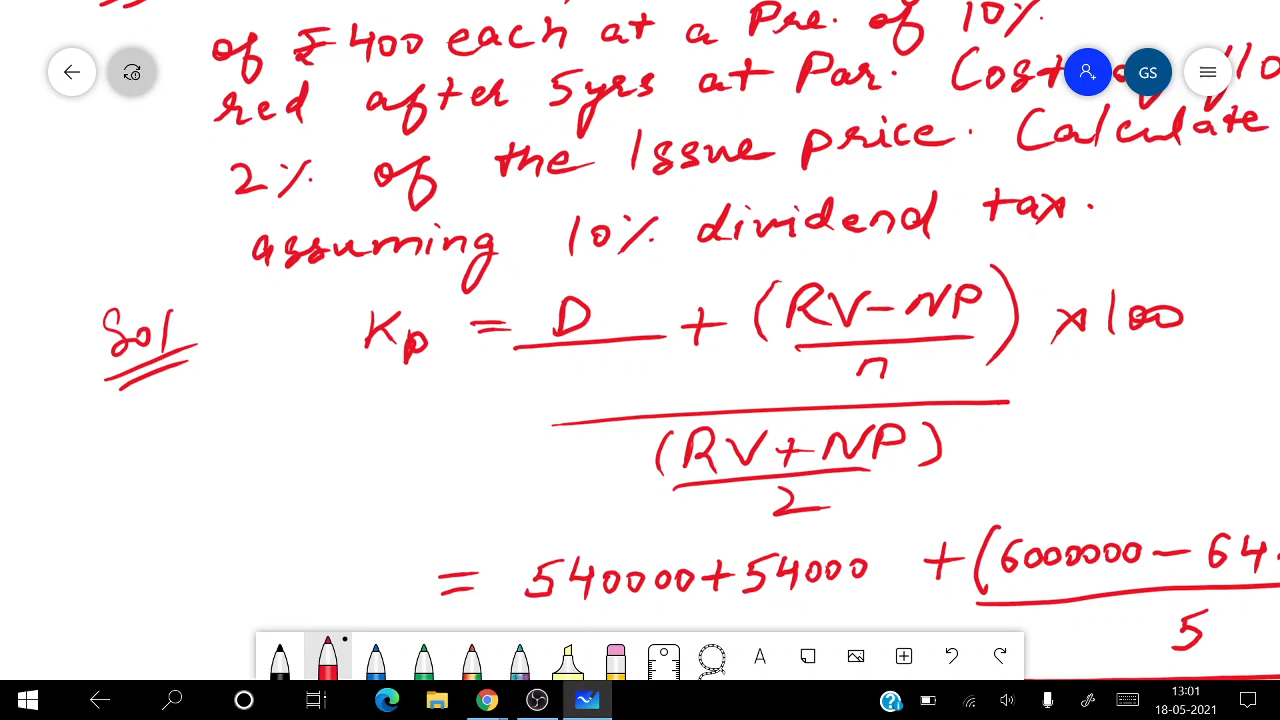 of ₹400 each at a Pre. of 10%.
red after 5yrs at Par. Cost
2% of the Issue price. Calculate
assuming 10% dividend tax.
Sol
Kp = D + (RV-NP) × 100
n
(RV+NP)
2
= 540000+54000 + (6000000 - 64
5
GS
A
13:01
18-05-2021